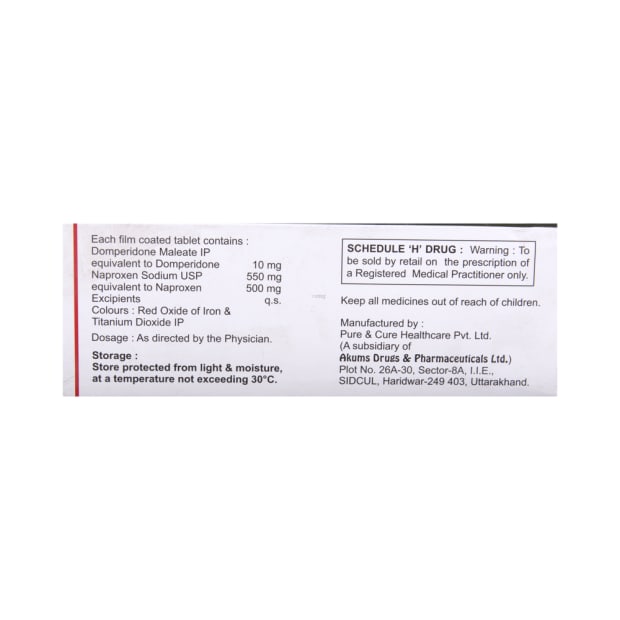 Each film coated tablet contains :
Domperidone Maleate IP
equivalent to Domperidone 10 mg
Naproxen Sodium USP 550 mg
equivalent to Naproxen 500 mg
Excipients q.s.
Colours : Red Oxide of Iron &
Titanium Dioxide IP
Dosage : As directed by the Physician.
Storage :
Store protected from light & moisture,
at a temperature not exceeding 30°C.
SCHEDULE 'H' DRUG : Warning : To
be sold by retail on the prescription of
a Registered Medical Practitioner only.
Keep all medicines out of reach of children.
Manufactured by :
Pure & Cure Healthcare Pvt. Ltd.
(A subsidiary of
Akums Drugs & Pharmaceuticals Ltd.)
Plot No. 26A-30, Sector-8A, I.I.E.,
SIDCUL, Haridwar-249 403, Uttarakhand.